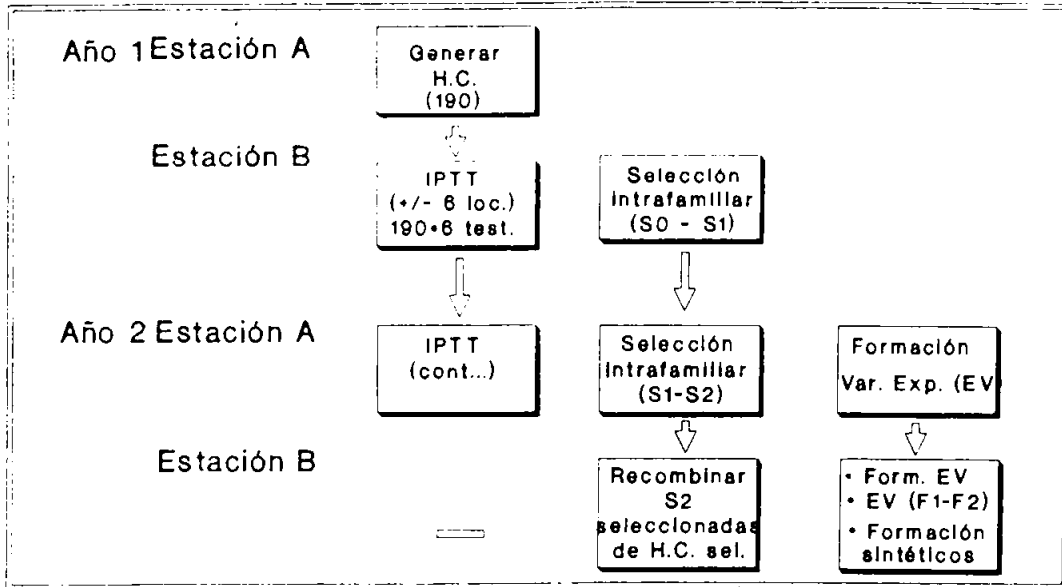 Año 1 Estación A
Generar
H.C.
(190)
Estación B
IPTT
(+/- 6 loc.)
190•6 test.
Selección
Intrafamiliar
(S0 - S1)
Año 2 Estación A
IPTT
(cont...)
Selección
Intrafamiliar
(S1-S2)
Formación
Var. Exp. (EV
Estación B
Recombinar
S2
seleccionadas
de H.C. sel.
• Form. EV
• EV (F1-F2)
• Formación
sintéticos